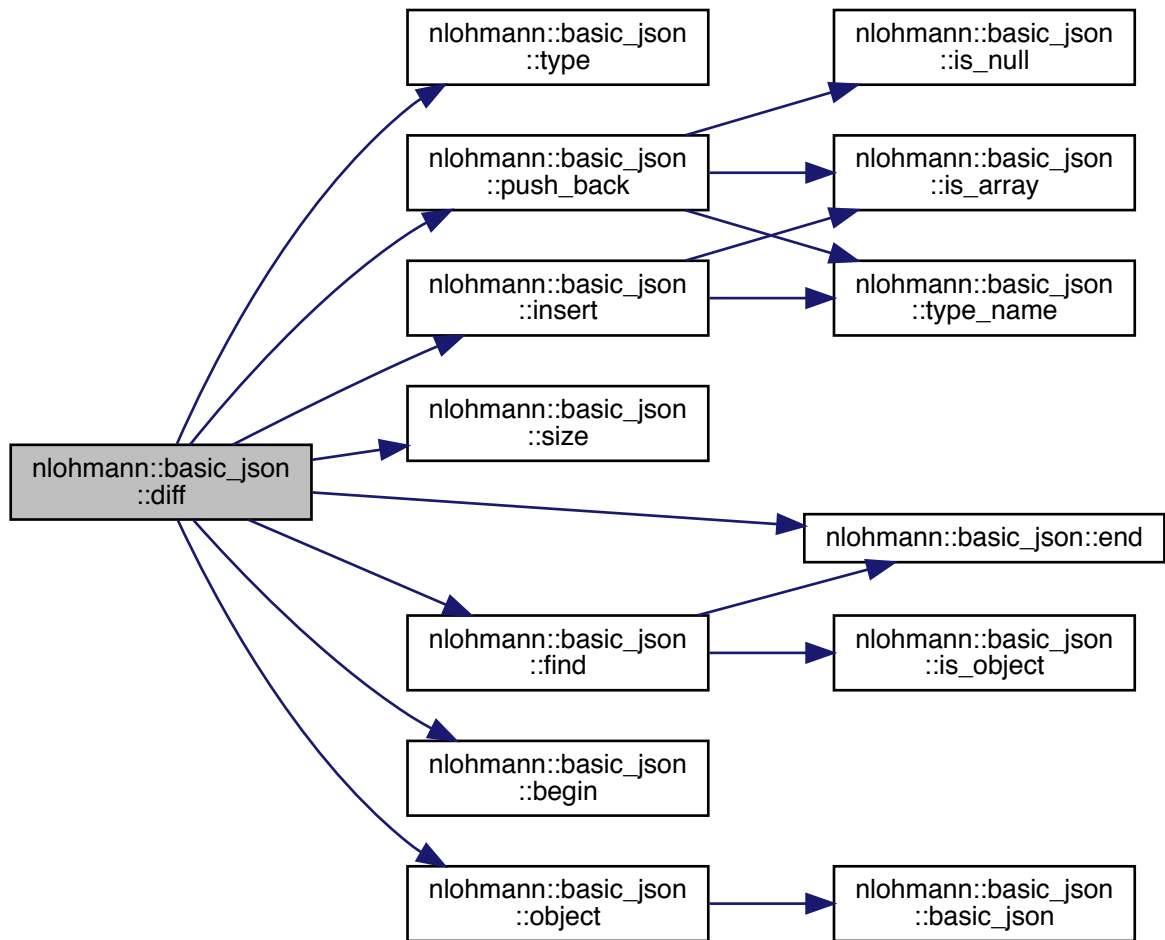 nlohmann::basic_json
::type
nlohmann::basic_json
::is_null
nlohmann::basic_json
::push_back
nlohmann::basic_json
::is_array
nlohmann::basic_json
::insert
nlohmann::basic_json
::type_name
nlohmann::basic_json
::size
nlohmann::basic_json
::diff
nlohmann::basic_json::end
nlohmann::basic_json
::find
nlohmann::basic_json
::is_object
nlohmann::basic_json
::begin
nlohmann::basic_json
::object
nlohmann::basic_json
::basic_json